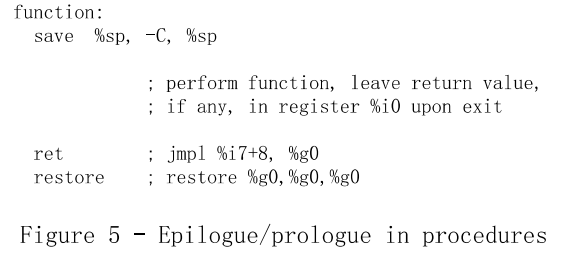 function:
save %sp, -C, %sp
; perform function, leave return value,
; if any, in register %i0 upon exit
ret ; jmpl %i7+8, %g0
restore ; restore %g0,%g0,%g0
Figure 5 - Epilogue/prologue in procedures